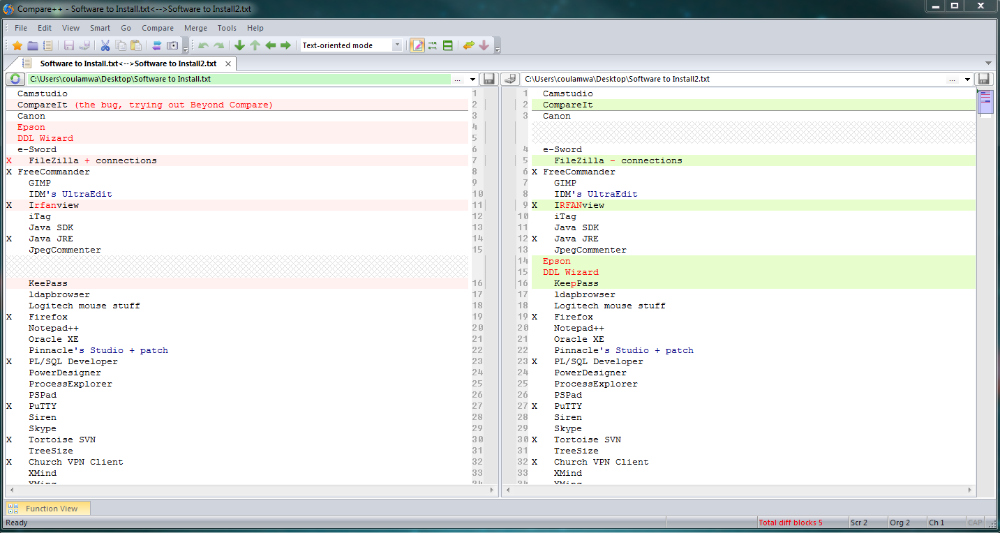 Compare++ - Software to Install.txt<-->Software to Install2.txt
File Edit View Smart Go Compare Merge Tools Help
Text-oriented mode
Software to Install.txt<-->Software to Install2.txt
C:\Users\coulamwa\Desktop\Software to Install.txt ...
Camstudio 1
CompareIt (the bug, trying out Beyond Compare) 2
Canon 3
Epson 4
DDL Wizard 5
e-Sword 6
X FileZilla + connections 7
X FreeCommander 8
GIMP 9
IDM's UltraEdit 10
X Irfanview 11
iTag 12
Java SDK 13
X Java JRE 14
JpegCommenter 15
KeePass 16
ldapbrowser 17
Logitech mouse stuff 18
X Firefox 19
Notepad++ 20
Oracle XE 21
Pinnacle's Studio + patch 22
X PL/SQL Developer 23
PowerDesigner 24
ProcessExplorer 25
PSPad 26
X PuTTY 27
Siren 28
Skype 29
X Tortoise SVN 30
TreeSize 31
X Church VPN Client 32
XMind 33
XMing 34
C:\Users\coulamwa\Desktop\Software to Install2.txt ...
1 Camstudio
2 CompareIt
3 Canon
4 e-Sword
5 FileZilla - connections
6 X FreeCommander
7 GIMP
8 IDM's UltraEdit
9 X IRFANview
10 iTag
11 Java SDK
12 X Java JRE
13 JpegCommenter
14 Epson
15 DDL Wizard
16 KeepPass
17 ldapbrowser
18 Logitech mouse stuff
19 X Firefox
20 Notepad++
21 Oracle XE
22 Pinnacle's Studio + patch
23 X PL/SQL Developer
24 PowerDesigner
25 ProcessExplorer
26 PSPad
27 X PuTTY
28 Siren
29 Skype
30 X Tortoise SVN
31 TreeSize
32 X Church VPN Client
33 XMind
34 XMing
Function View
Ready Total diff blocks 5 Scr 2 Org 2 Ch 1 CAP